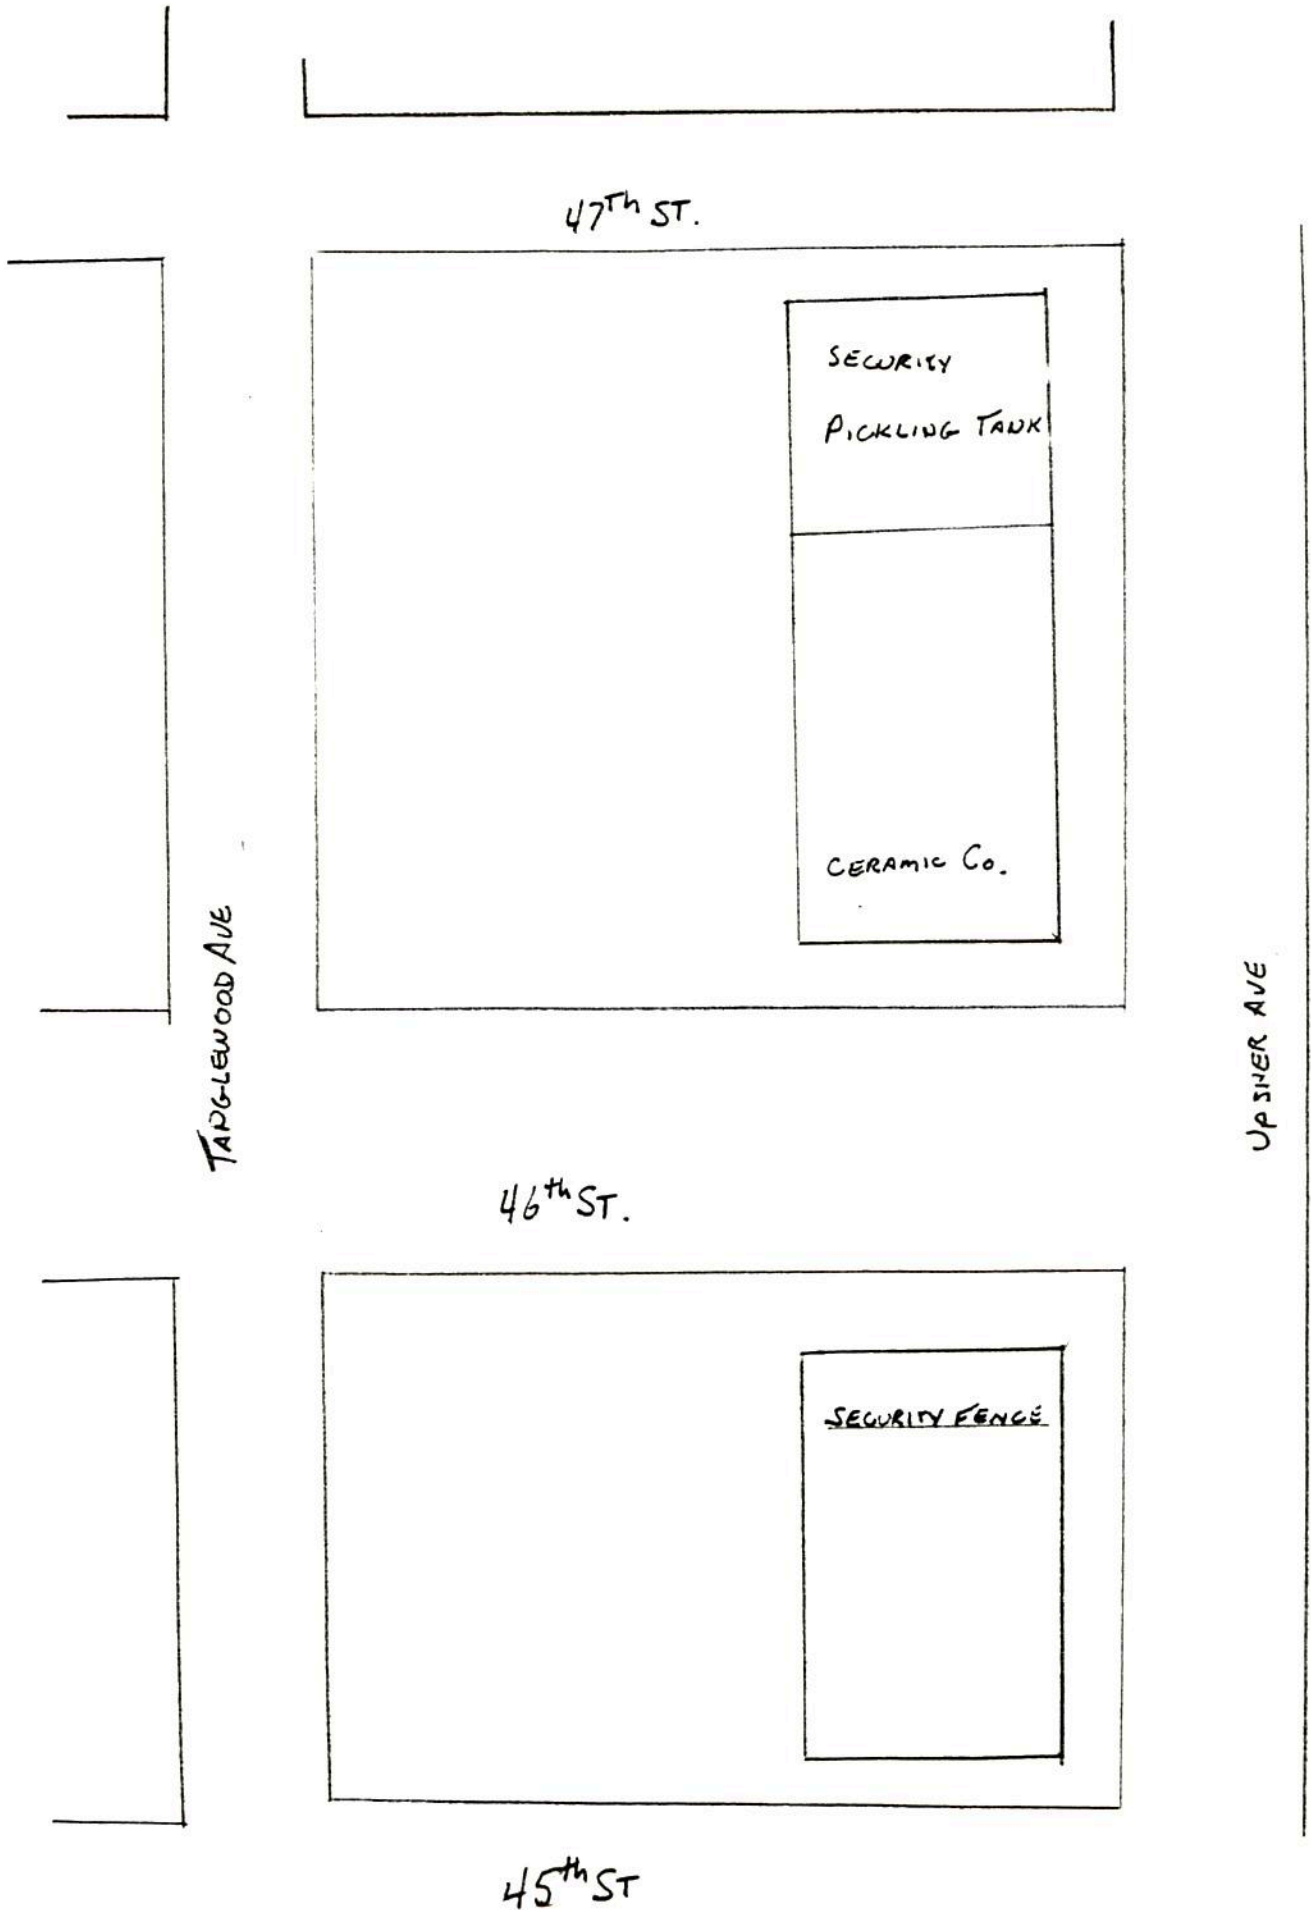 47Th ST.
SECURITY
PICKLING TANK
CERAMIC Co.
TANGLEWOOD AVE
UPSHER AVE
46th ST.
SECURITY FENCE
45th ST